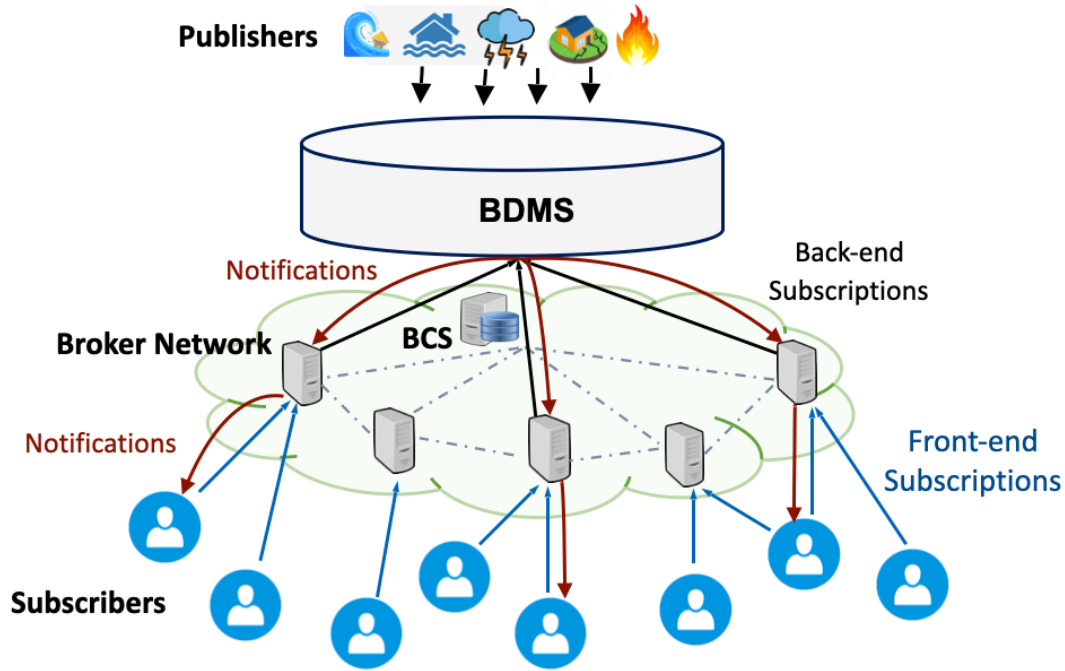 Publishers
BDMS
Notifications
Back-end
Subscriptions
BCS
Broker Network
Notifications
Front-end
Subscriptions
Subscribers